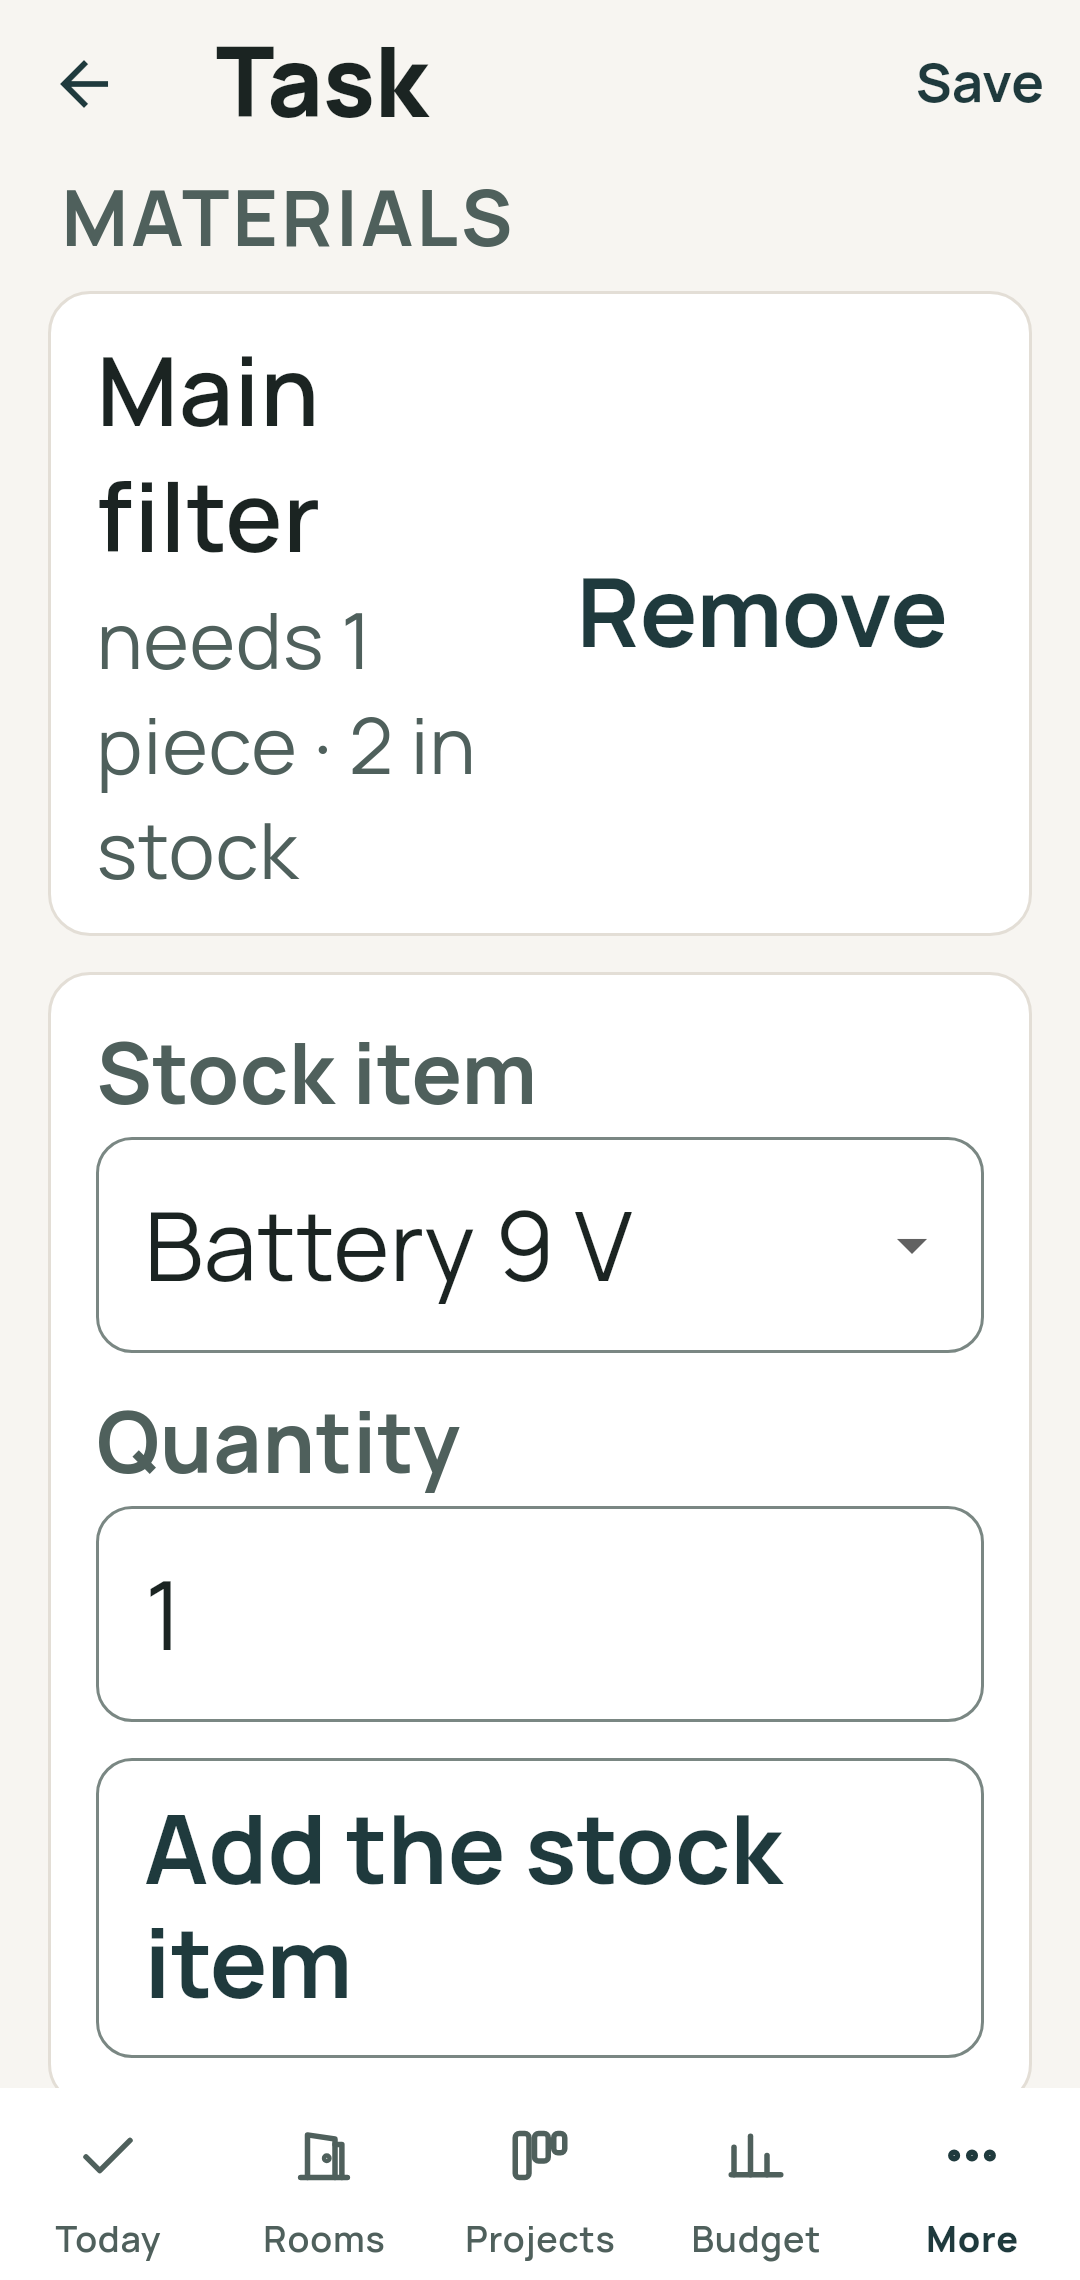 Task
Save
MATERIALS
Main
filter
needs 1
piece · 2 in
stock
Remove
Stock item
Battery 9 V
Quantity
1
Add the stock
item
Today
Rooms
Projects
Budget
More